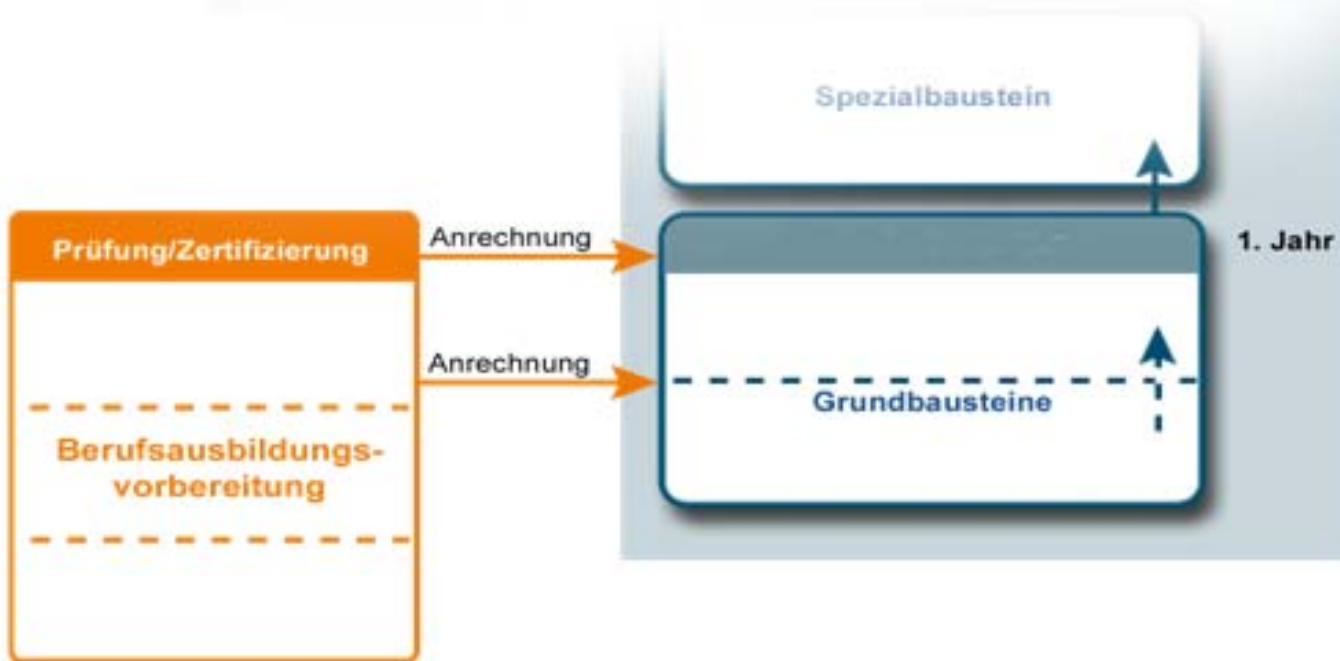 Spezialbaustein
Prüfung/Zertifizierung
Anrechnung
1. Jahr
Anrechnung
Grundbausteine
Berufsausbildungs-
vorbereitung